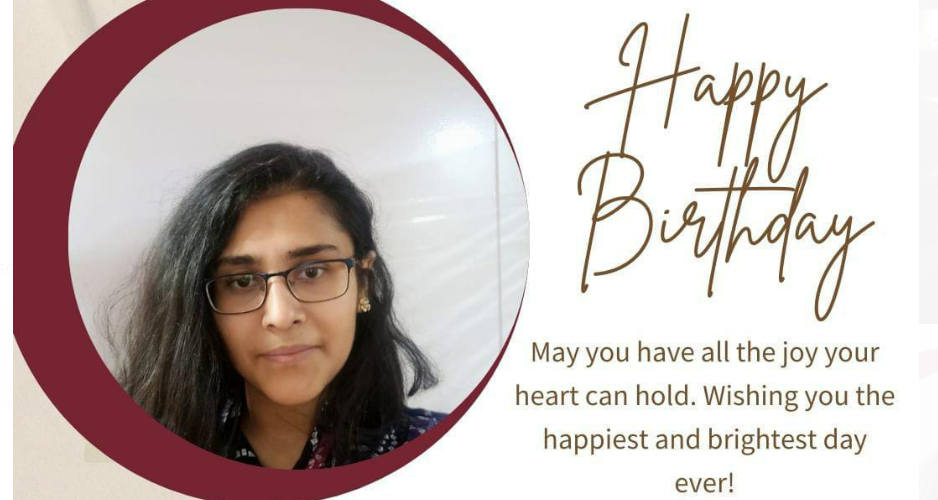 Happy
Birthday
May you have all the joy your
heart can hold. Wishing you the
happiest and brightest day
ever!